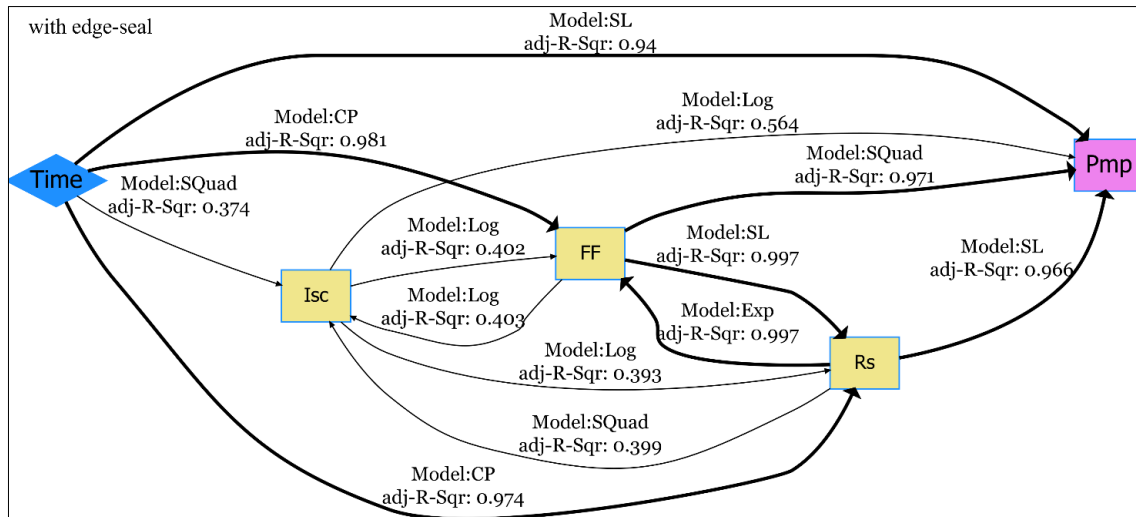 with edge-seal
Model:SL
adj-R-Sqr: 0.94
Model:Log
adj-R-Sqr: 0.564
Model:CP
adj-R-Sqr: 0.981
Model:SQuad
adj-R-Sqr: 0.971
Pmp
Time
Model:SQuad
adj-R-Sqr: 0.374
Model:Log
adj-R-Sqr: 0.402
FF
Model:SL
adj-R-Sqr: 0.997
Model:SL
adj-R-Sqr: 0.966
Isc
Model:Log
adj-R-Sqr: 0.403
Model:Exp
adj-R-Sqr: 0.997
Model:Log
adj-R-Sqr: 0.393
Rs
Model:SQuad
adj-R-Sqr: 0.399
Model:CP
adj-R-Sqr: 0.974